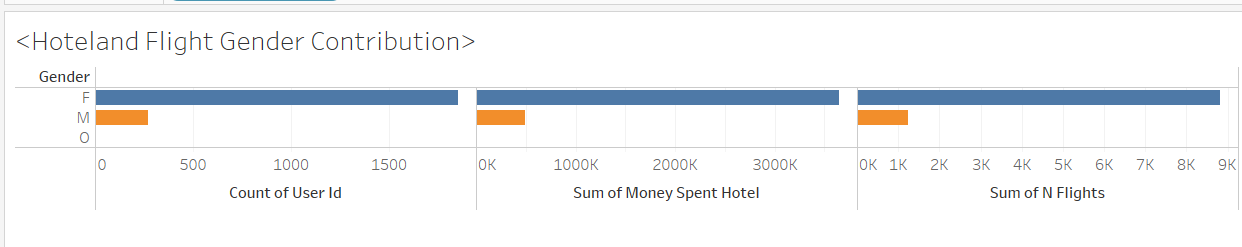 <Hoteland Flight Gender Contribution>
Gender
F
M
O
0 500 1000 1500
0K 1000K 2000K 3000K
0K 1K 2K 3K 4K 5K 6K 7K 8K 9K
Count of User Id
Sum of Money Spent Hotel
Sum of N Flights